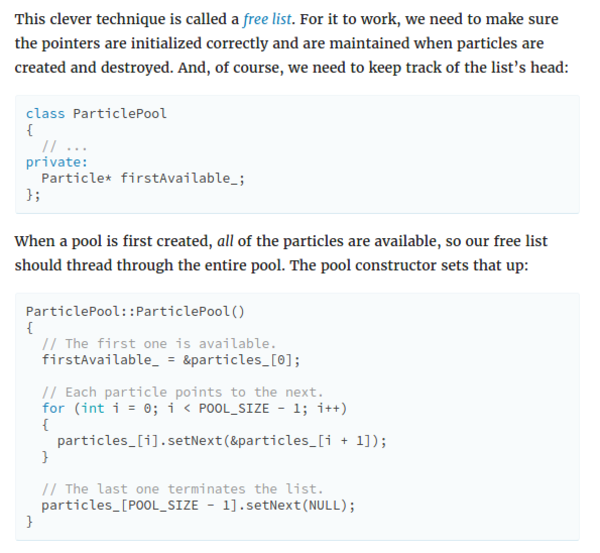 This clever technique is called a free list. For it to work, we need to make sure
the pointers are initialized correctly and are maintained when particles are
created and destroyed. And, of course, we need to keep track of the list’s head:
class ParticlePool
{
  // ...
private:
  Particle* firstAvailable_;
};
When a pool is first created, all of the particles are available, so our free list
should thread through the entire pool. The pool constructor sets that up:
ParticlePool::ParticlePool()
{
  // The first one is available.
  firstAvailable_ = &particles_[0];
  // Each particle points to the next.
  for (int i = 0; i < POOL_SIZE - 1; i++)
  {
    particles_[i].setNext(&particles_[i + 1]);
  }
  // The last one terminates the list.
  particles_[POOL_SIZE - 1].setNext(NULL);
}